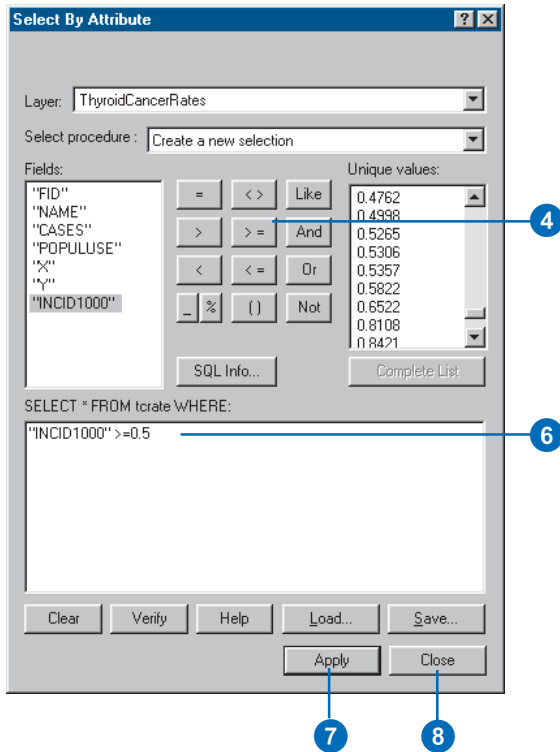 Select By Attribute
? X
Layer: ThyroidCancerRates
Select procedure : Create a new selection
Fields:
"FID"
"NAME"
"CASES"
"POPULUSE"
"X"
"Y"
"INCID1000"
= < > Like
> > = And
< < = Or
_ % ( ) Not
SQL Info...
Unique values:
0.4762
0.4998
0.5265
0.5306
0.5357
0.5822
0.6522
0.8108
0.8421
Complete List
4
SELECT * FROM tcrate WHERE:
"INCID1000" >=0.5
6
Clear Verify Help Load... Save...
Apply Close
7 8